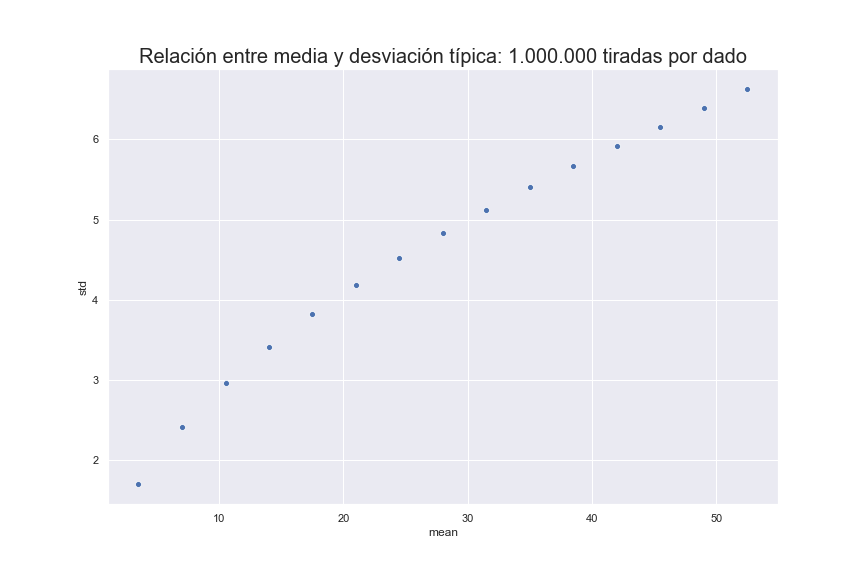 Relación entre media y desviación típica: 1.000.000 tiradas por dado
6
5
4
3
2
std
10 20 30 40 50
mean